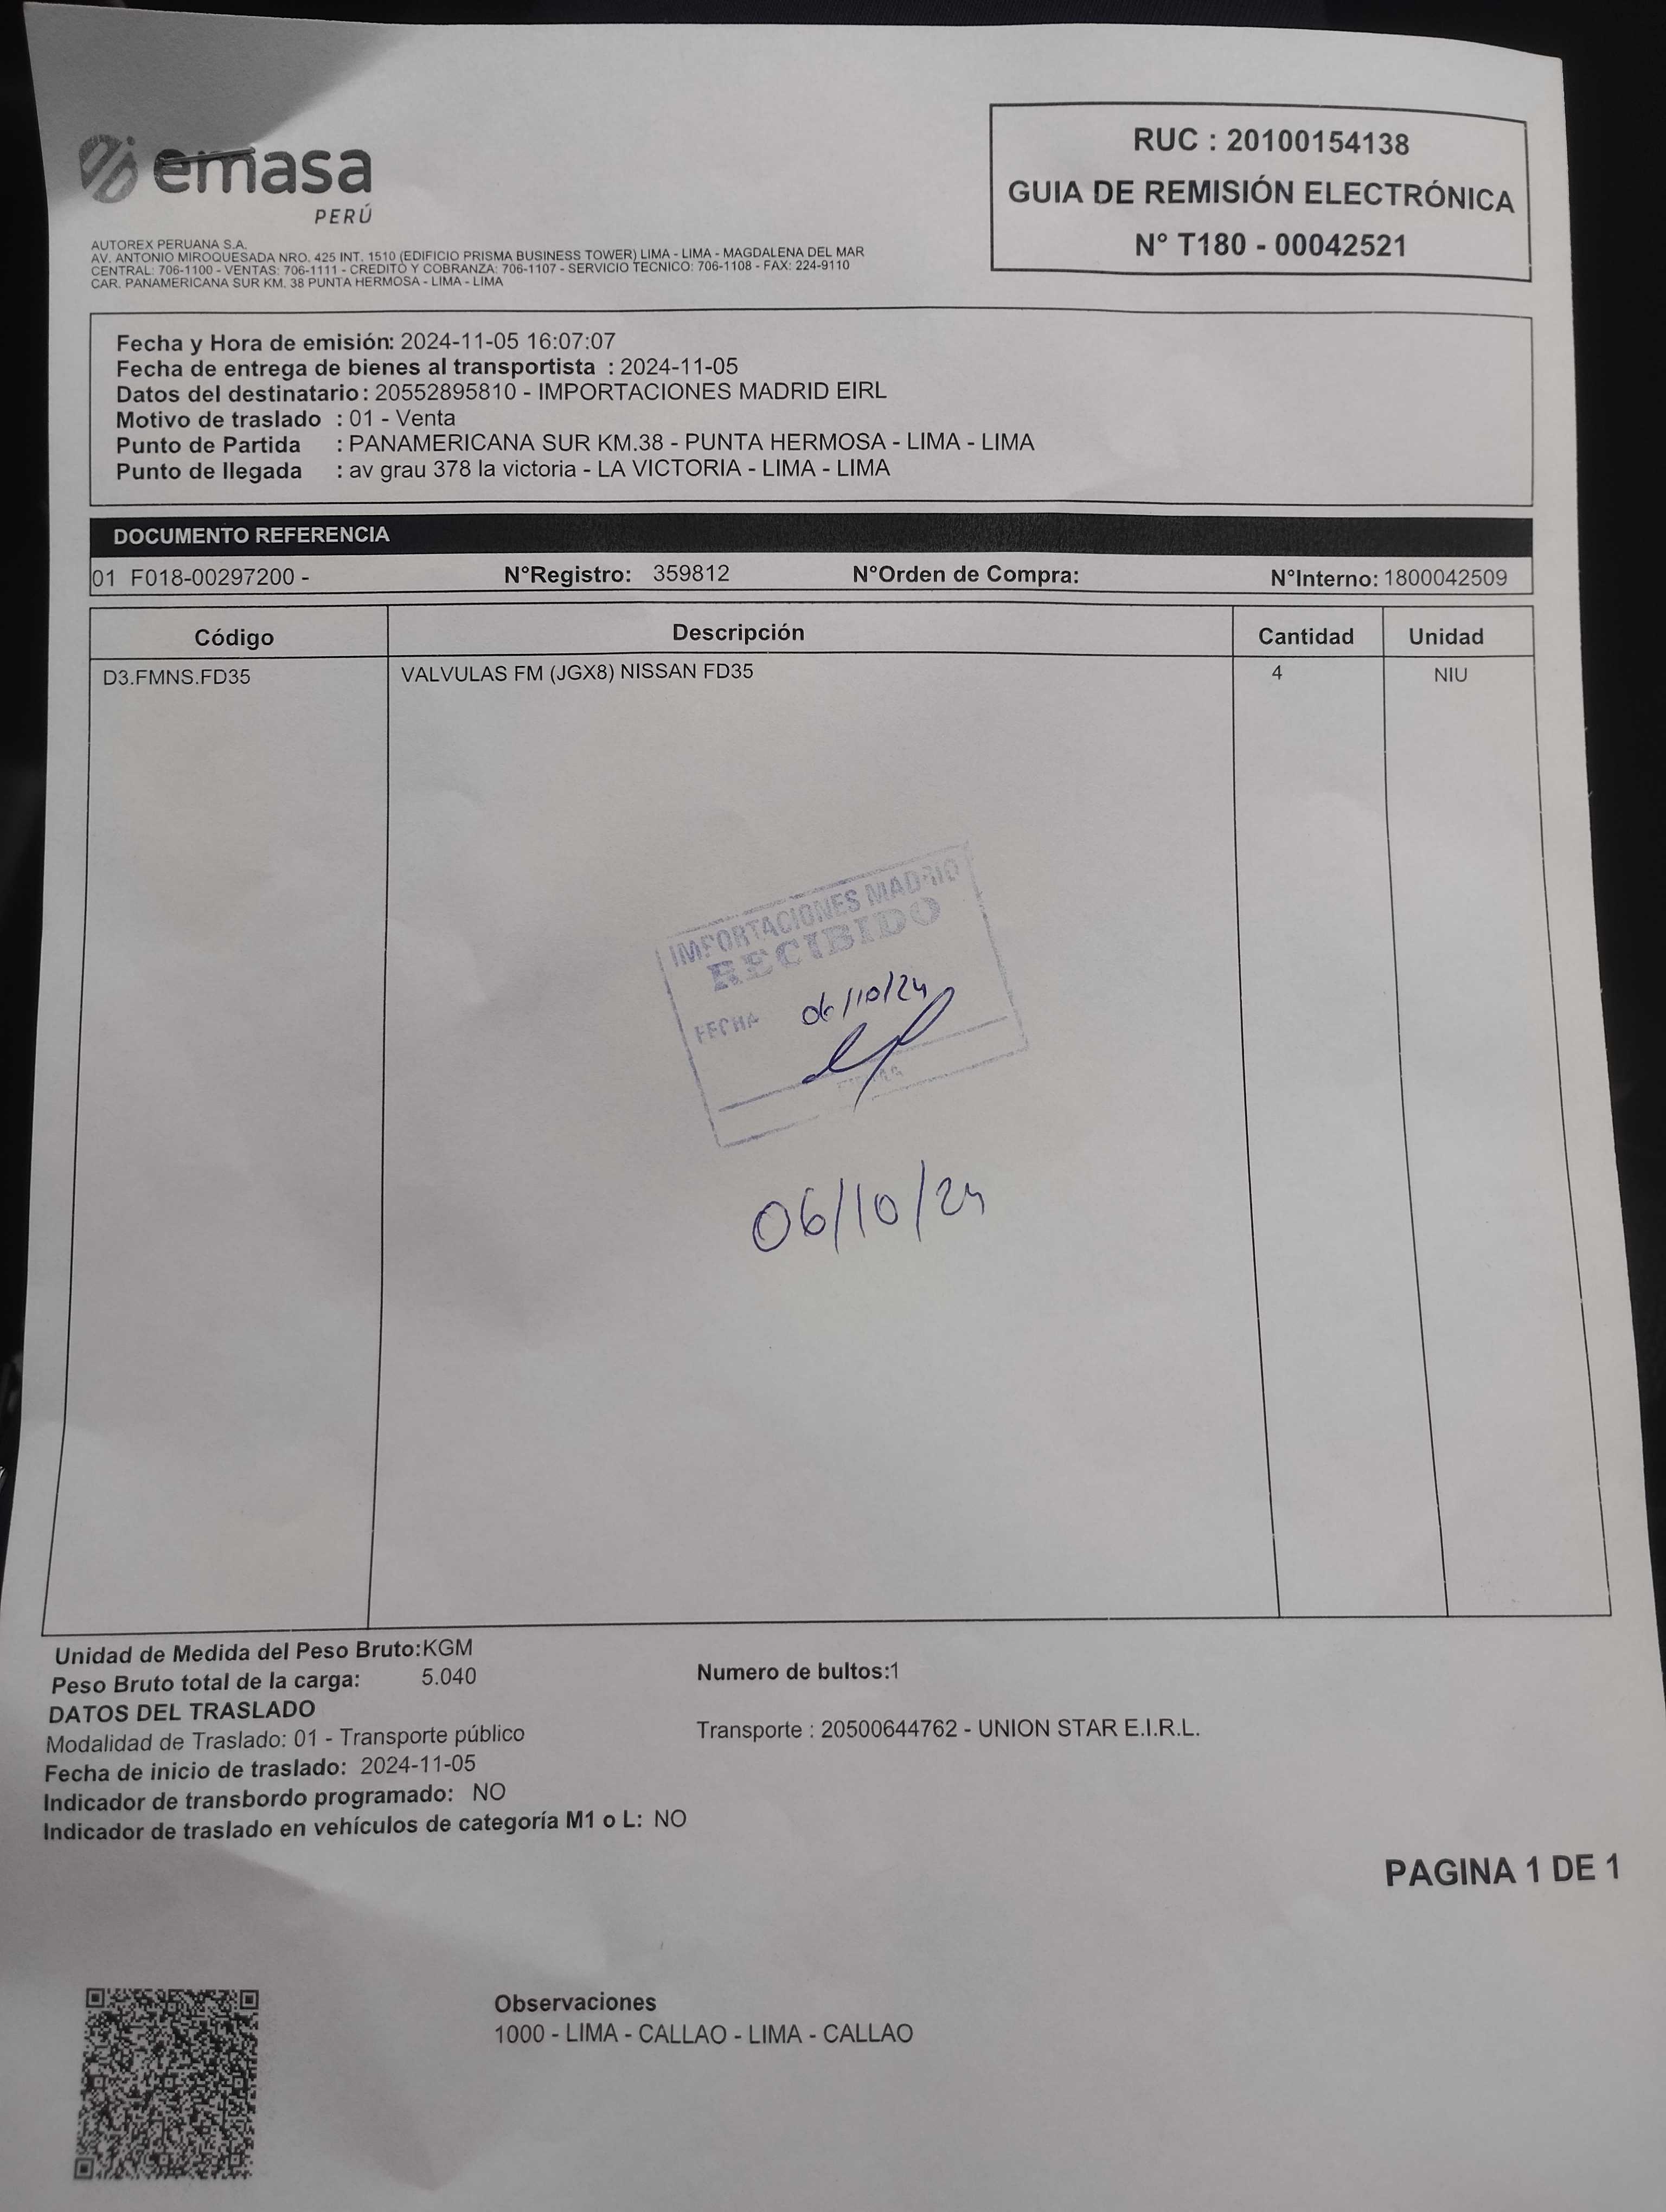 emasa
PERÚ
RUC : 20100154138
GUIA DE REMISIÓN ELECTRÓNICA
N° T180 - 00042521
AUTOREX PERUANA S.A.
AV. ANTONIO MIROQUESADA NRO. 425 INT. 1510 (EDIFICIO PRISMA BUSINESS TOWER) LIMA - LIMA - MAGDALENA DEL MAR
CENTRAL: 706-1100 - VENTAS: 706-1111 - CREDITO Y COBRANZA: 706-1107 - SERVICIO TECNICO: 706-1108 - FAX: 224-9110
CAR. PANAMERICANA SUR KM. 38 PUNTA HERMOSA - LIMA - LIMA
Fecha y Hora de emisión: 2024-11-05 16:07:07
Fecha de entrega de bienes al transportista : 2024-11-05
Datos del destinatario : 20552895810 - IMPORTACIONES MADRID EIRL
Motivo de traslado : 01 - Venta
Punto de Partida : PANAMERICANA SUR KM.38 - PUNTA HERMOSA - LIMA - LIMA
Punto de llegada : av grau 378 la victoria - LA VICTORIA - LIMA - LIMA
DOCUMENTO REFERENCIA
01 F018-00297200 - N°Registro: 359812 N°Orden de Compra: N°Interno: 1800042509
Código Descripción Cantidad Unidad
D3.FMNS.FD35 VALVULAS FM (JGX8) NISSAN FD35 4 NIU
IMPORTACIONES MADRID
RECIBIDO
FECHA 06/10/24
06/10/24
Unidad de Medida del Peso Bruto:KGM
Peso Bruto total de la carga: 5.040 Numero de bultos:1
DATOS DEL TRASLADO
Modalidad de Traslado: 01 - Transporte público Transporte : 20500644762 - UNION STAR E.I.R.L.
Fecha de inicio de traslado: 2024-11-05
Indicador de transbordo programado: NO
Indicador de traslado en vehículos de categoría M1 o L: NO
PAGINA 1 DE 1
Observaciones
1000 - LIMA - CALLAO - LIMA - CALLAO